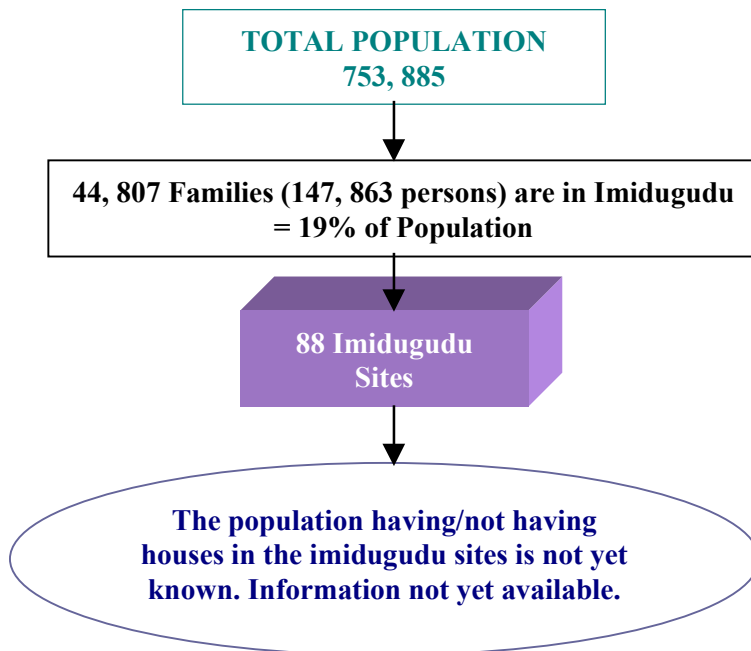 TOTAL POPULATION
753, 885
44, 807 Families (147, 863 persons) are in Imidugudu
= 19% of Population
88 Imidugudu
Sites
The population having/not having
houses in the imidugudu sites is not yet
known. Information not yet available.